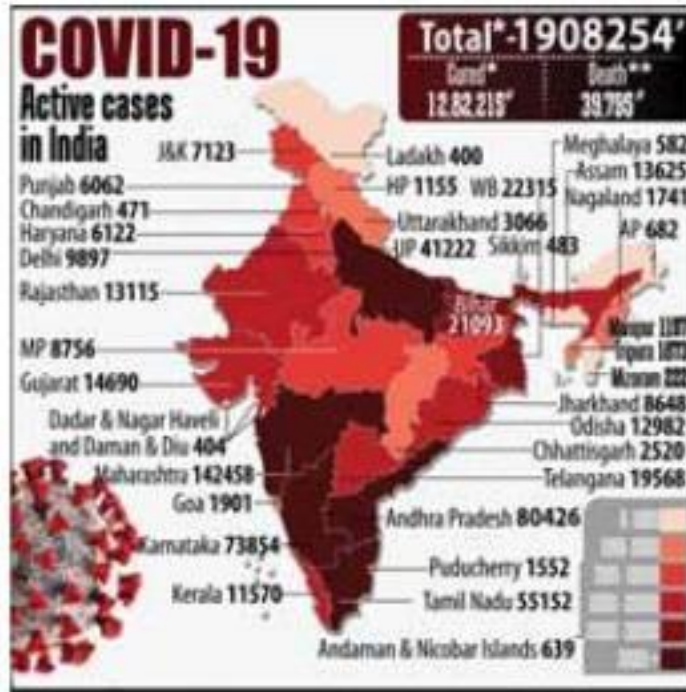 COVID-19
Active cases
in India
Total*-1908254#
Cured*
Death**
12,82,215#
39,795#
J&K 7123
Ladakh 400
Punjab 6062
HP 1155
Chandigarh 471
Uttarakhand 3066
Haryana 6122
UP 41222
Delhi 9897
Rajasthan 13115
WB 22315
Sikkim 483
Meghalaya 582
Assam 13625
Nagaland 1741
AP 682
Bihar
21093
Manipur
Tripura
Mizoram 222
MP 8756
Gujarat 14690
Dadar & Nagar Haveli
and Daman & Diu 404
Maharashtra 142458
Goa 1901
Karnataka 73854
Kerala 11570
Jharkhand 8648
Odisha 12982
Chhattisgarh 2520
Telangana 19568
Andhra Pradesh 80426
Puducherry 1552
Tamil Nadu 55152
Andaman & Nicobar Islands 639